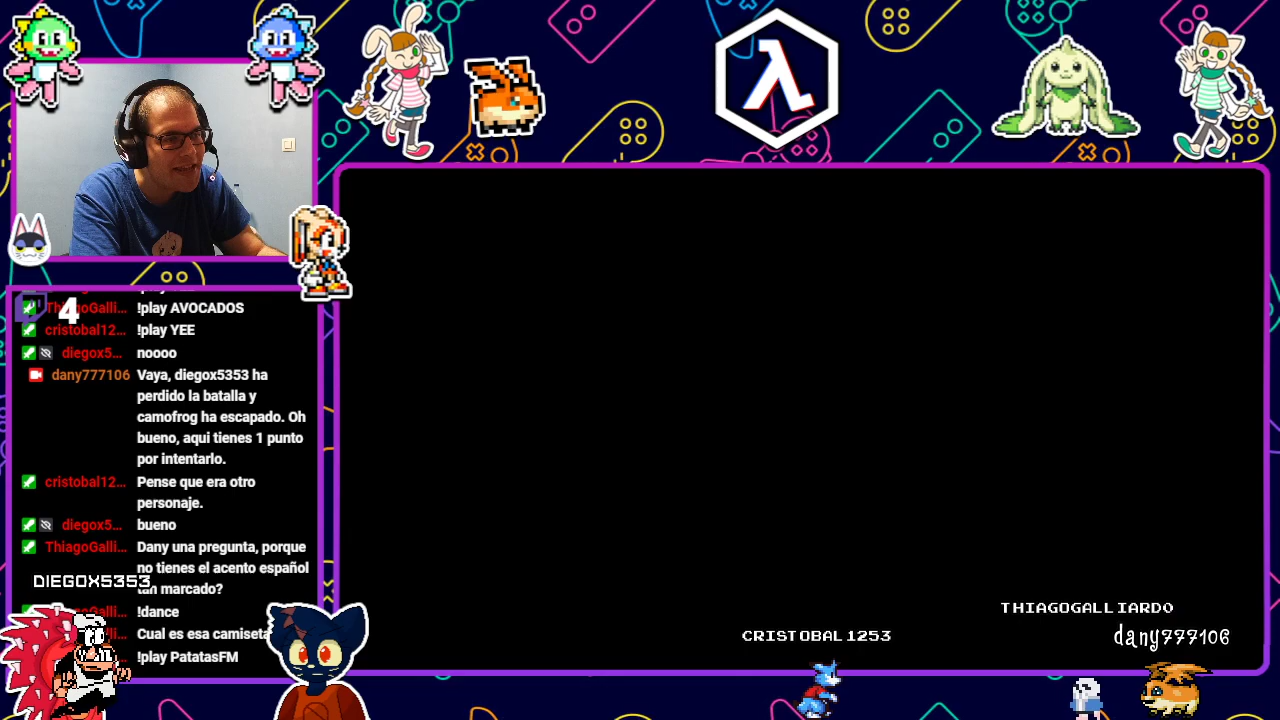 4
ThiagoGalli... !play AVOCADOS
cristobal12... !play YEE
diegox5... noooo
dany777106 Vaya, diegox5353 ha
perdido la batalla y
camofrog ha escapado. Oh
bueno, aqui tienes 1 punto
por intentarlo.
cristobal12... Pense que era otro
personaje.
diegox5... bueno
ThiagoGalli... Dany una pregunta, porque
no tienes el acento español
tan marcado?
DIEGOX5353
!dance
Cual es esa camiseta
!play PatatasFM
CRISTOBAL1253
THIAGOGALLIARDO
dany777106